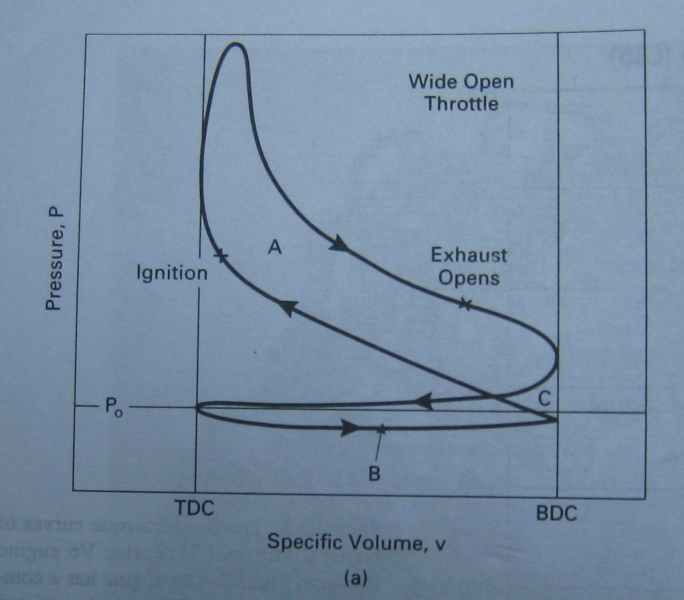 Wide Open
Throttle
Pressure, P
A
Exhaust
Opens
Ignition
C
Po
B
TDC
BDC
Specific Volume, v
(a)